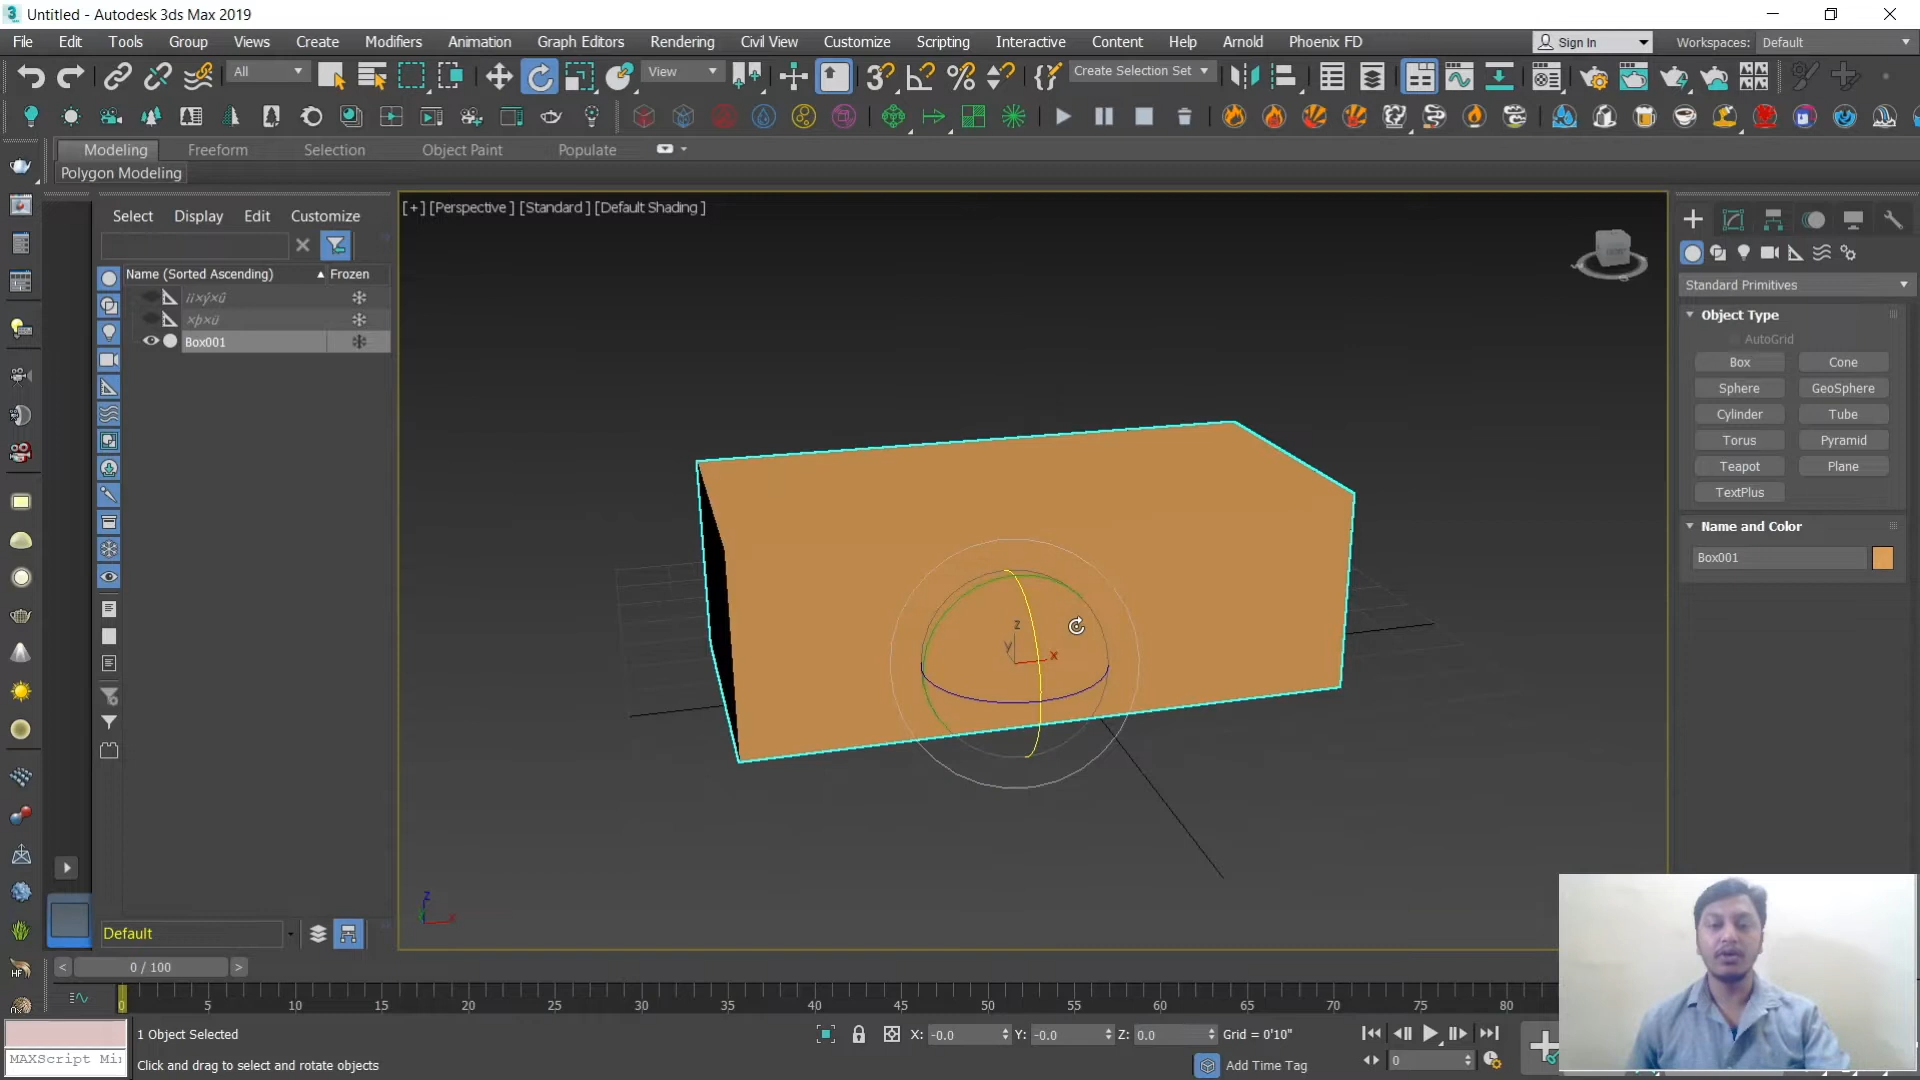 Untitled - Autodesk 3ds Max 2019
File Edit Tools Group Views Create Modifiers Animation Graph Editors Rendering Civil View Customize Scripting Interactive Content Help Arnold Phoenix FD Sign In Workspaces: Default
All View Create Selection Set
Modeling Freeform Selection Object Paint Populate
Polygon Modeling
Select Display Edit Customize
[+] [Perspective ] [Standard ] [Default Shading ]
Name (Sorted Ascending) Frozen
Box001
Standard Primitives
Object Type
AutoGrid
Box Cone
Sphere GeoSphere
Cylinder Tube
Torus Pyramid
Teapot Plane
TextPlus
Name and Color
Box001
z
y x
z
x
Default
< 0 / 100 >
0 5 10 15 20 25 30 35 40 45 50 55 60 65 70 75 80
1 Object Selected X: -0.0 Y: -0.0 Z: 0.0 Grid = 0'10"
MAXScript Mi
Click and drag to select and rotate objects Add Time Tag 0